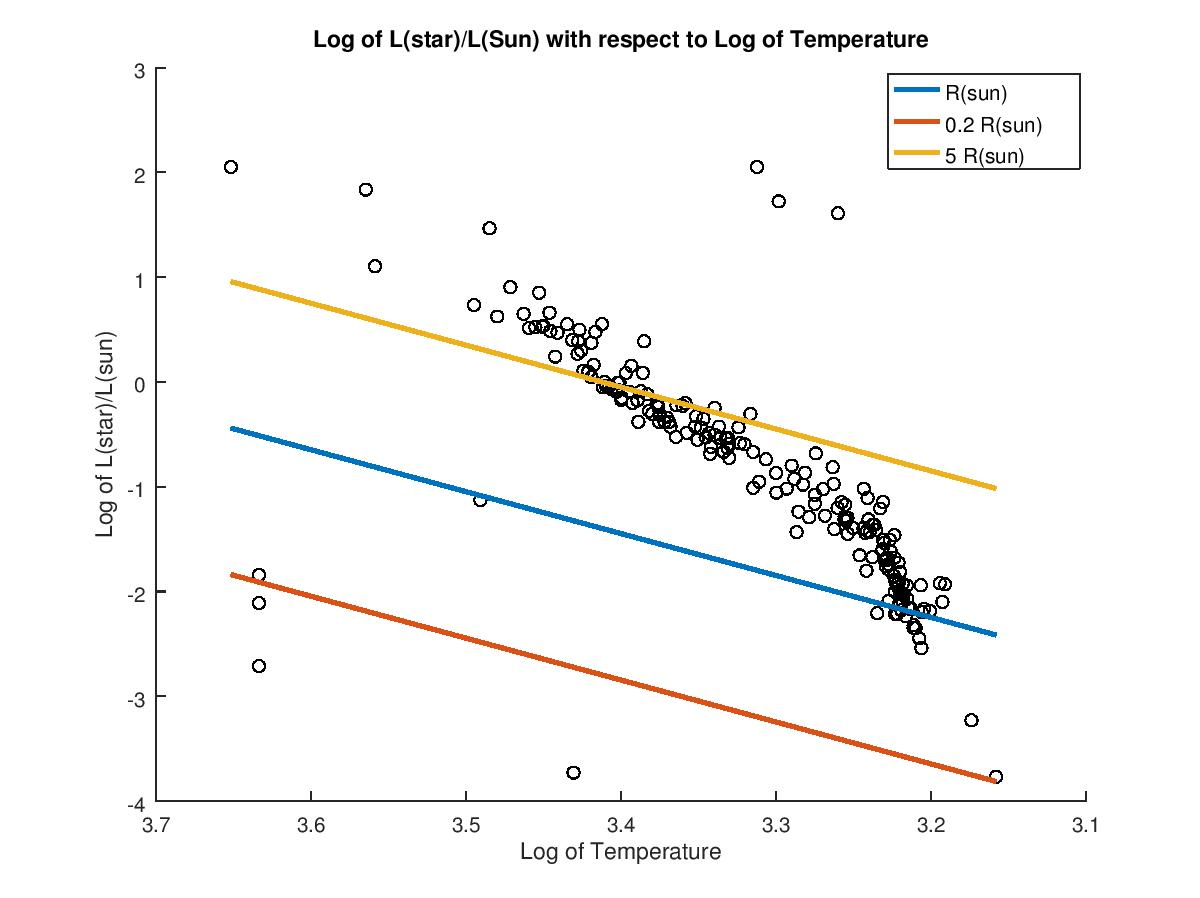 Log of L(star)/L(Sun) with respect to Log of Temperature
R(sun)
0.2 R(sun)
5 R(sun)
3
2
1
0
-1
-2
-3
-4
Log of L(star)/L(sun)
3.7 3.6 3.5 3.4 3.3 3.2 3.1
Log of Temperature